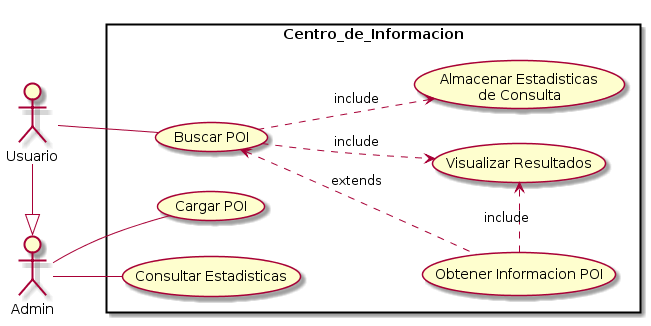 Centro_de_Informacion
Almacenar Estadisticas
de Consulta
include
Buscar POI
include
Usuario
Visualizar Resultados
extends
Cargar POI
include
Consultar Estadisticas
Obtener Informacion POI
Admin